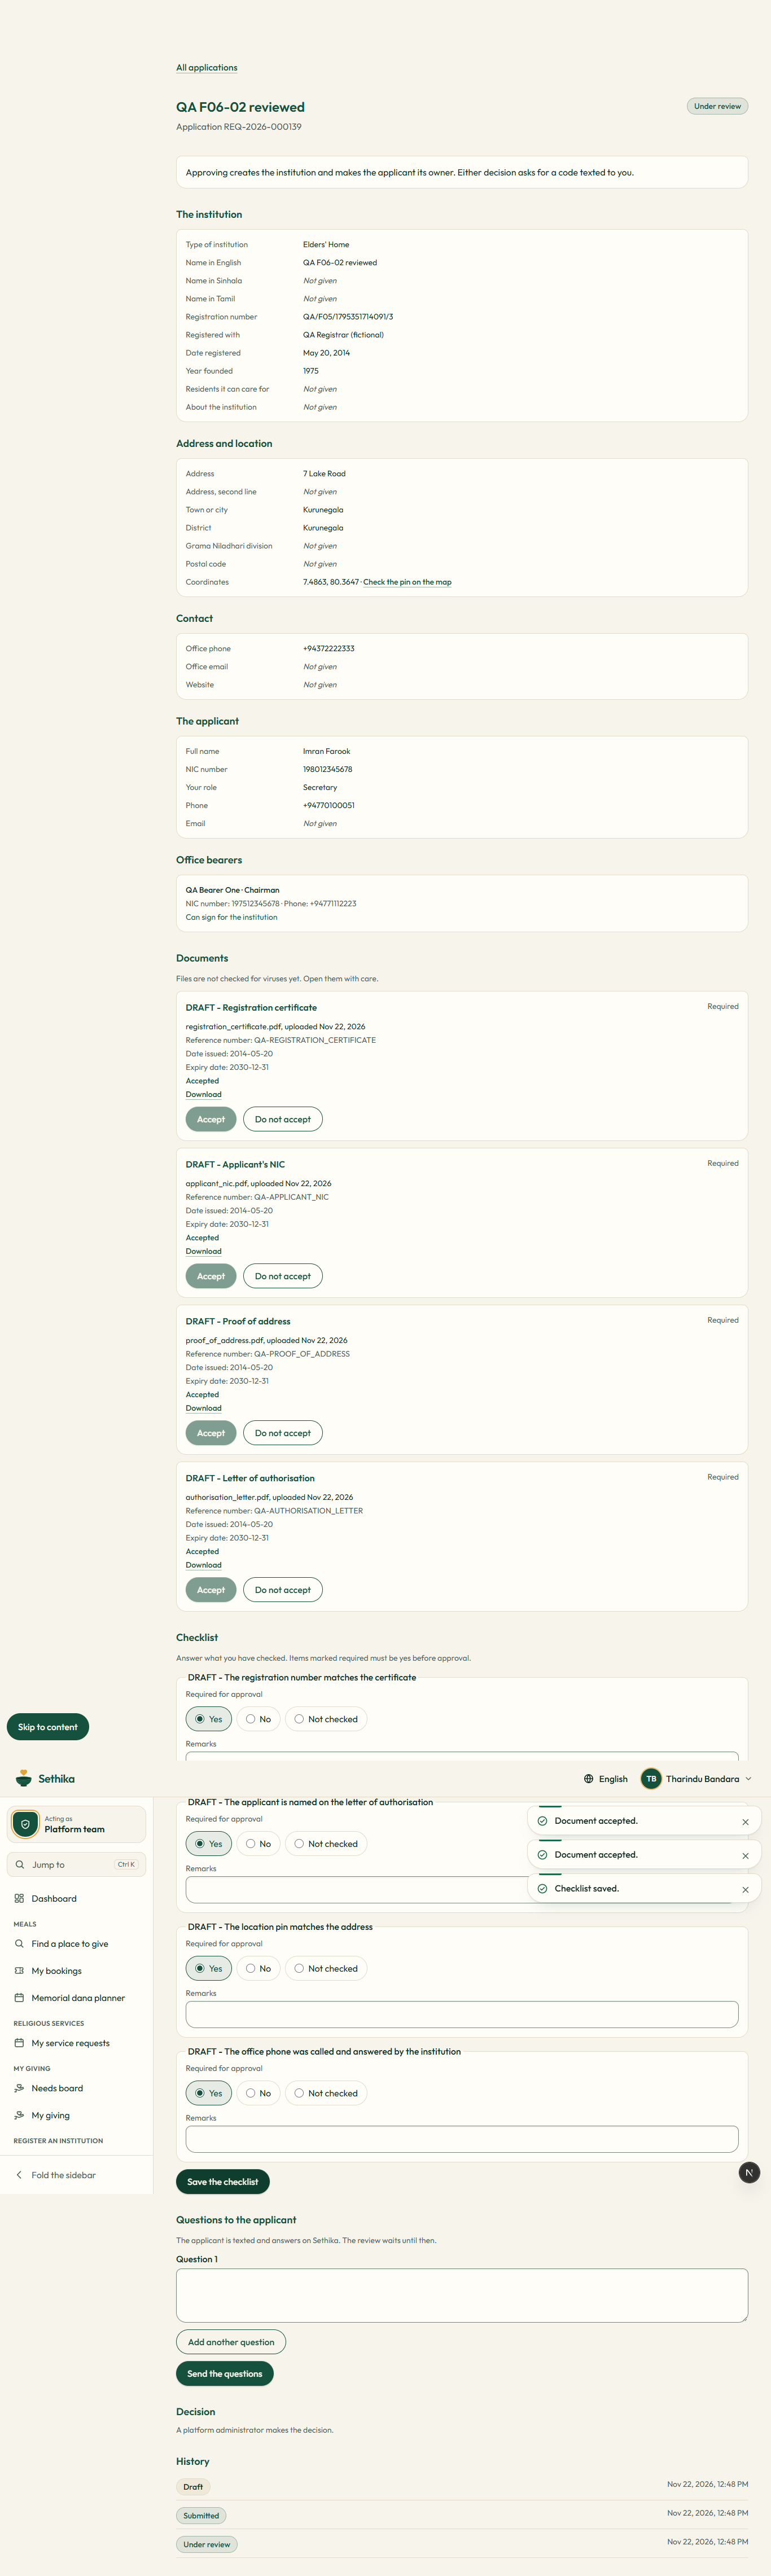 All applications
QA F06-02 reviewed
Under review
Application REQ-2026-000139
Approving creates the institution and makes the applicant its owner. Either decision asks for a code texted to you.
The institution
Type of institution Elders' Home
Name in English QA F06-02 reviewed
Name in Sinhala Not given
Name in Tamil Not given
Registration number QA/F05/1795351714091/3
Registered with QA Registrar (fictional)
Date registered May 20, 2014
Year founded 1975
Residents it can care for Not given
About the institution Not given
Address and location
Address 7 Lake Road
Address, second line Not given
Town or city Kurunegala
District Kurunegala
Grama Niladhari division Not given
Postal code Not given
Coordinates 7.4863, 80.3647 · Check the pin on the map
Contact
Office phone +94372222333
Office email Not given
Website Not given
The applicant
Full name Imran Farook
NIC number 198012345678
Your role Secretary
Phone +94770100051
Email Not given
Office bearers
QA Bearer One · Chairman
NIC number: 197512345678 · Phone: +94771112223
Can sign for the institution
Documents
Files are not checked for viruses yet. Open them with care.
DRAFT - Registration certificate Required
registration_certificate.pdf, uploaded Nov 22, 2026
Reference number: QA-REGISTRATION_CERTIFICATE
Date issued: 2014-05-20
Expiry date: 2030-12-31
Accepted
Download
Accept Do not accept
DRAFT - Applicant's NIC Required
applicant_nic.pdf, uploaded Nov 22, 2026
Reference number: QA-APPLICANT_NIC
Date issued: 2014-05-20
Expiry date: 2030-12-31
Accepted
Download
Accept Do not accept
DRAFT - Proof of address Required
proof_of_address.pdf, uploaded Nov 22, 2026
Reference number: QA-PROOF_OF_ADDRESS
Date issued: 2014-05-20
Expiry date: 2030-12-31
Accepted
Download
Accept Do not accept
DRAFT - Letter of authorisation Required
authorisation_letter.pdf, uploaded Nov 22, 2026
Reference number: QA-AUTHORISATION_LETTER
Date issued: 2014-05-20
Expiry date: 2030-12-31
Accepted
Download
Accept Do not accept
Checklist
Answer what you have checked. Items marked required must be yes before approval.
DRAFT - The registration number matches the certificate
Required for approval
Yes No Not checked
Remarks
Skip to content
Sethika
English
TB Tharindu Bandara
Acting as
Platform team
Jump to Ctrl K
Dashboard
MEALS
Find a place to give
My bookings
Memorial dana planner
RELIGIOUS SERVICES
My service requests
MY GIVING
Needs board
My giving
REGISTER AN INSTITUTION
Fold the sidebar
DRAFT - The applicant is named on the letter of authorisation
Required for approval
Yes No Not checked
Remarks
Document accepted.
Document accepted.
Checklist saved.
DRAFT - The location pin matches the address
Required for approval
Yes No Not checked
Remarks
DRAFT - The office phone was called and answered by the institution
Required for approval
Yes No Not checked
Remarks
Save the checklist
N
Questions to the applicant
The applicant is texted and answers on Sethika. The review waits until then.
Question 1
Add another question
Send the questions
Decision
A platform administrator makes the decision.
History
Draft Nov 22, 2026, 12:48 PM
Submitted Nov 22, 2026, 12:48 PM
Under review Nov 22, 2026, 12:48 PM